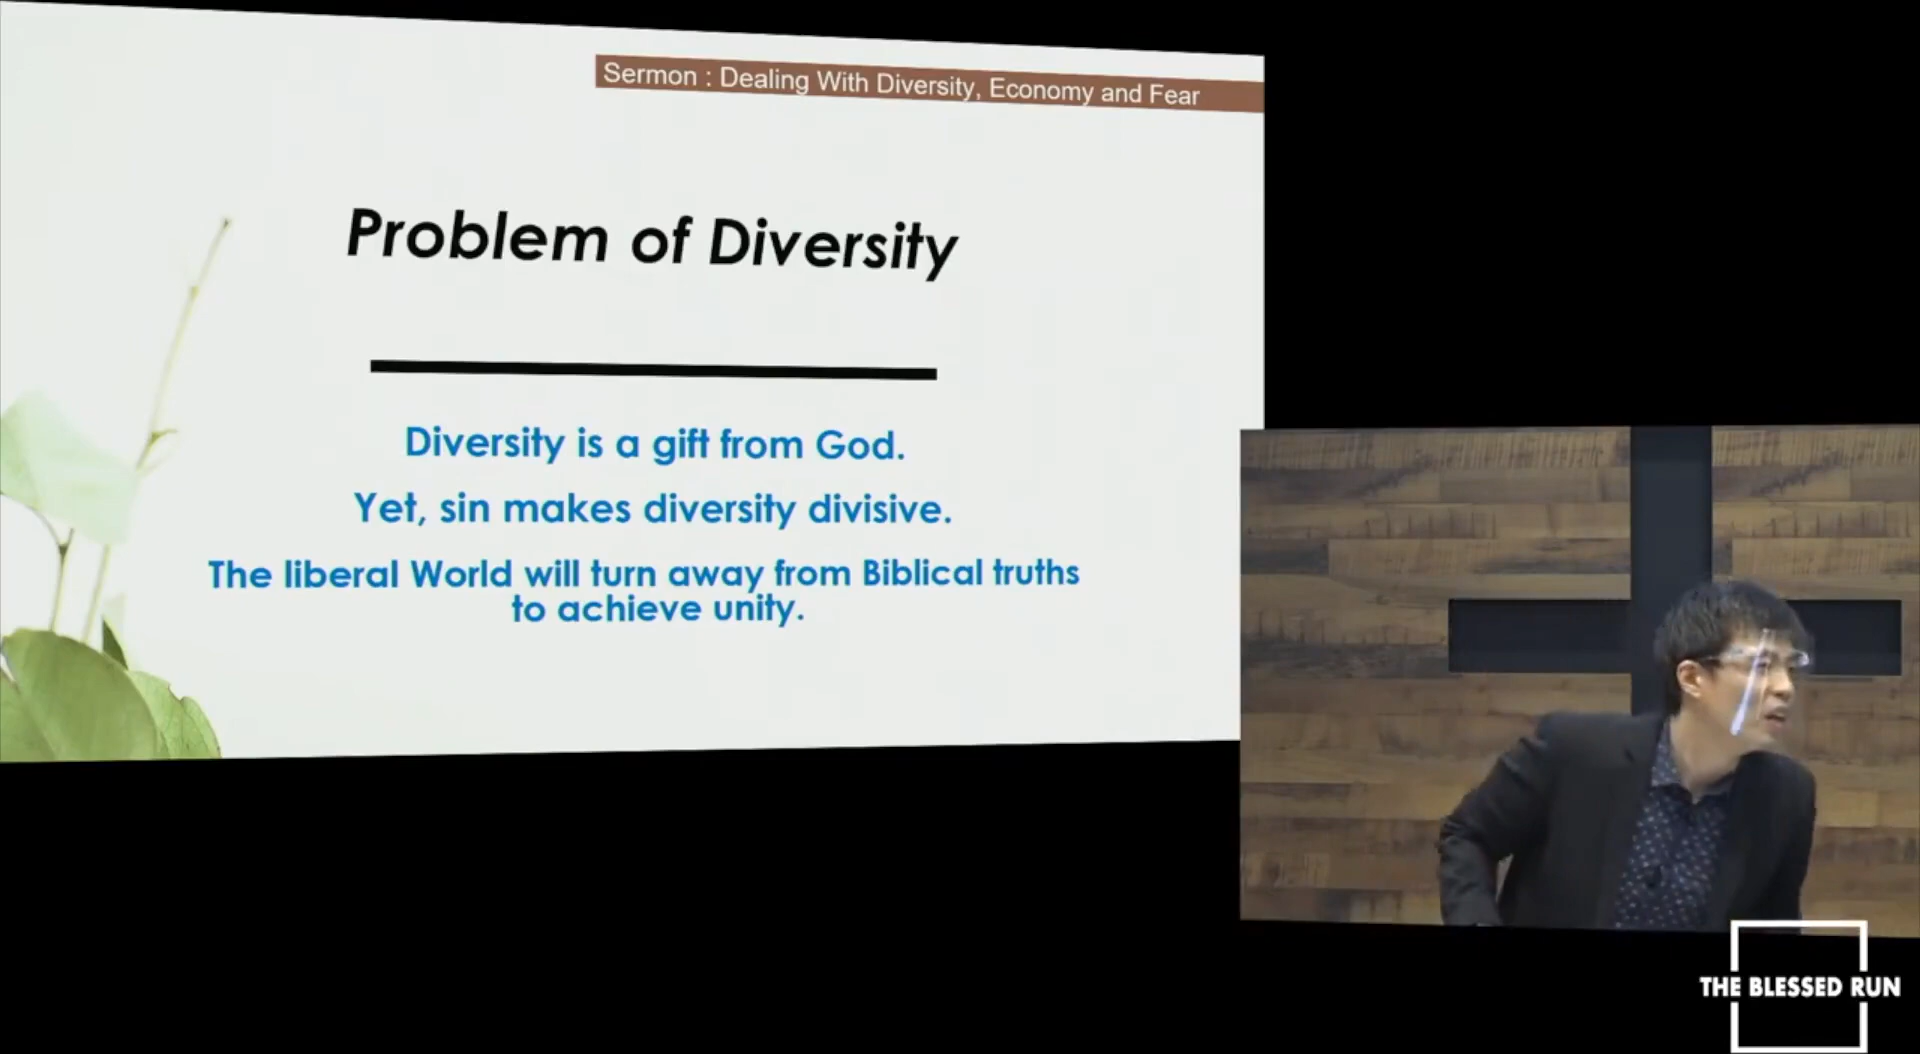 Sermon : Dealing With Diversity, Economy and Fear
Problem of Diversity
Diversity is a gift from God.
Yet, sin makes diversity divisive.
The liberal World will turn away from Biblical truths
to achieve unity.
THE BLESSED RUN